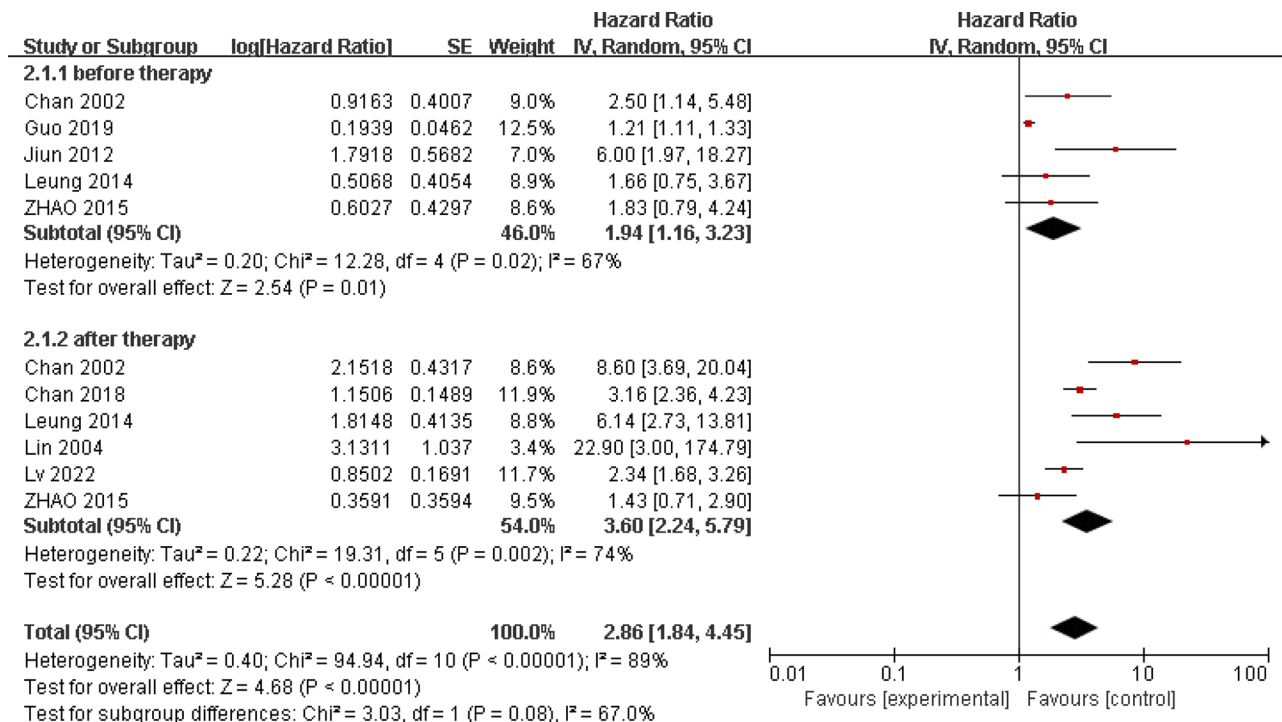 Hazard Ratio Hazard Ratio
Study or Subgroup log[Hazard Ratio] SE Weight IV, Random, 95% CI IV, Random, 95% CI
2.1.1 before therapy
Chan 2002 0.9163 0.4007 9.0% 2.50 [1.14, 5.48]
Guo 2019 0.1939 0.0462 12.5% 1.21 [1.11, 1.33]
Jiun 2012 1.7918 0.5682 7.0% 6.00 [1.97, 18.27]
Leung 2014 0.5068 0.4054 8.9% 1.66 [0.75, 3.67]
ZHAO 2015 0.6027 0.4297 8.6% 1.83 [0.79, 4.24]
Subtotal (95% CI) 46.0% 1.94 [1.16, 3.23]
Heterogeneity: Tau² = 0.20; Chi² = 12.28, df = 4 (P = 0.02); I² = 67%
Test for overall effect: Z = 2.54 (P = 0.01)
2.1.2 after therapy
Chan 2002 2.1518 0.4317 8.6% 8.60 [3.69, 20.04]
Chan 2018 1.1506 0.1489 11.9% 3.16 [2.36, 4.23]
Leung 2014 1.8148 0.4135 8.8% 6.14 [2.73, 13.81]
Lin 2004 3.1311 1.037 3.4% 22.90 [3.00, 174.79]
Lv 2022 0.8502 0.1691 11.7% 2.34 [1.68, 3.26]
ZHAO 2015 0.3591 0.3594 9.5% 1.43 [0.71, 2.90]
Subtotal (95% CI) 54.0% 3.60 [2.24, 5.79]
Heterogeneity: Tau² = 0.22; Chi² = 19.31, df = 5 (P = 0.002); I² = 74%
Test for overall effect: Z = 5.28 (P < 0.00001)
Total (95% CI) 100.0% 2.86 [1.84, 4.45]
Heterogeneity: Tau² = 0.40; Chi² = 94.94, df = 10 (P < 0.00001); I² = 89%
Test for overall effect: Z = 4.68 (P < 0.00001)
Test for subgroup differences: Chi² = 3.03, df = 1 (P = 0.08), I² = 67.0%
0.01 0.1 1 10 100
Favours [experimental] Favours [control]